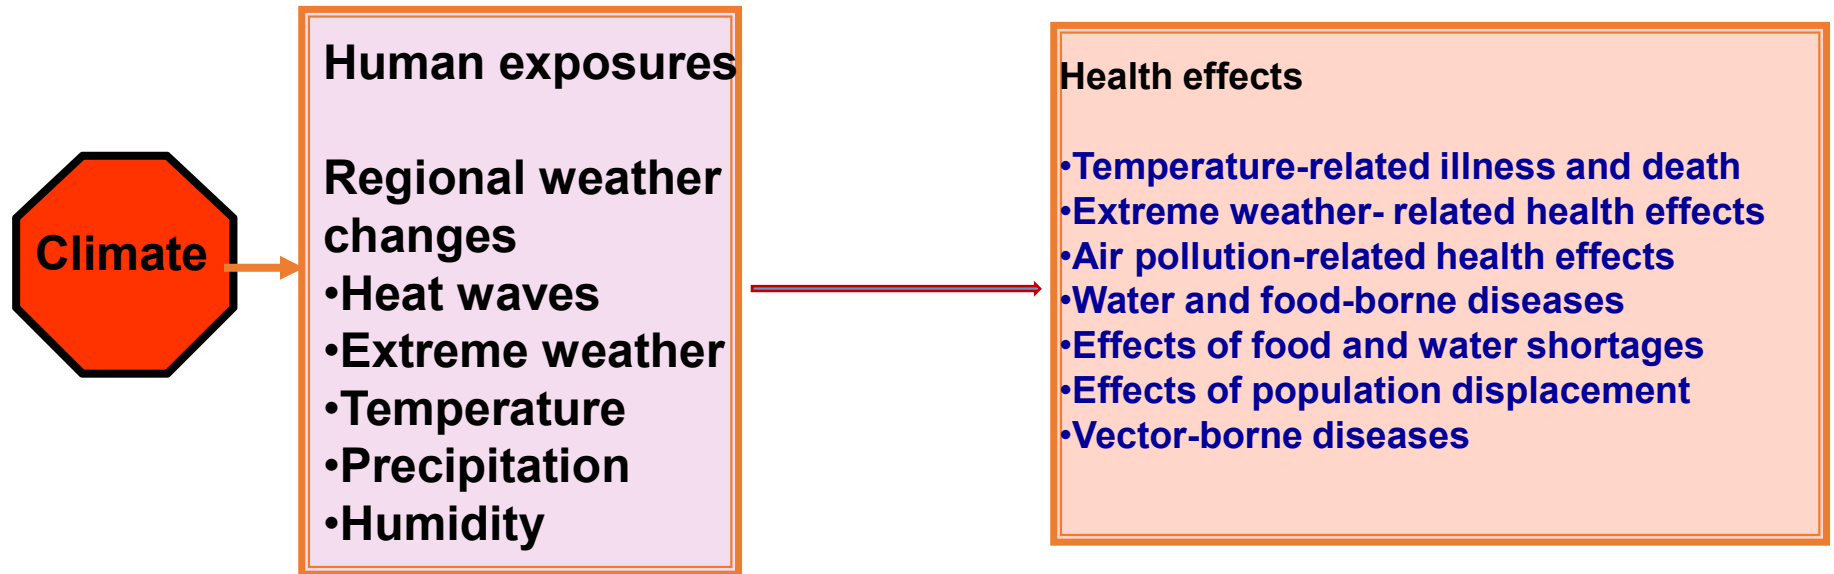 Climate
Human exposures
Regional weather
changes
•Heat waves
•Extreme weather
•Temperature
•Precipitation
•Humidity
Health effects
•Temperature-related illness and death
•Extreme weather- related health effects
•Air pollution-related health effects
•Water and food-borne diseases
•Effects of food and water shortages
•Effects of population displacement
•Vector-borne diseases